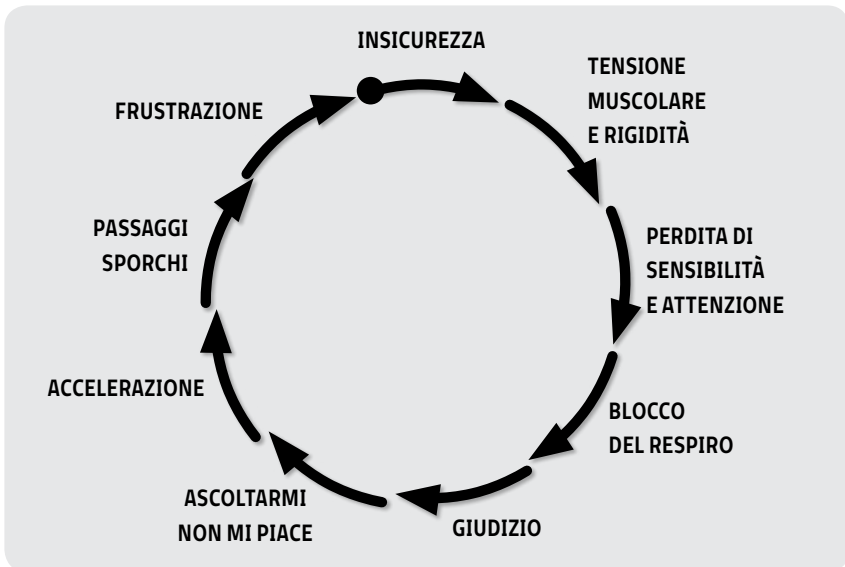 INSICUREZZA
TENSIONE
MUSCOLARE
E RIGIDITÀ
PERDITA DI
SENSIBILITÀ
E ATTENZIONE
BLOCCO
DEL RESPIRO
GIUDIZIO
ASCOLTARMI
NON MI PIACE
ACCELERAZIONE
PASSAGGI
SPORCHI
FRUSTRAZIONE